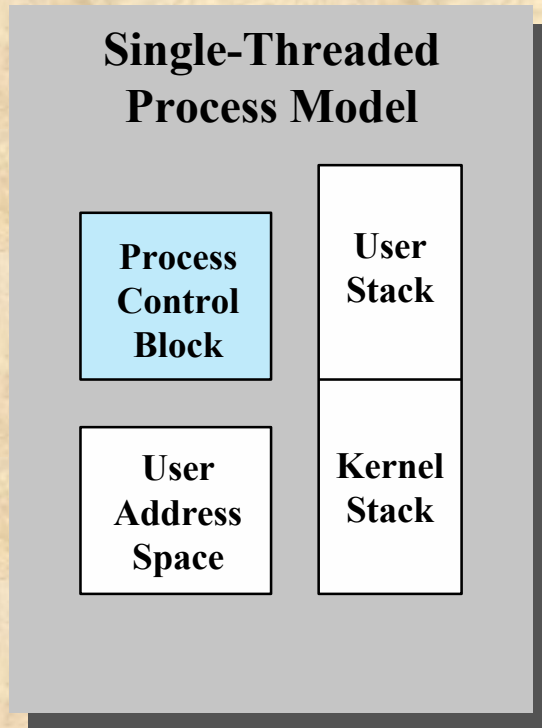 Single-Threaded
Process Model
Process
Control
Block
User
Stack
User
Address
Space
Kernel
Stack